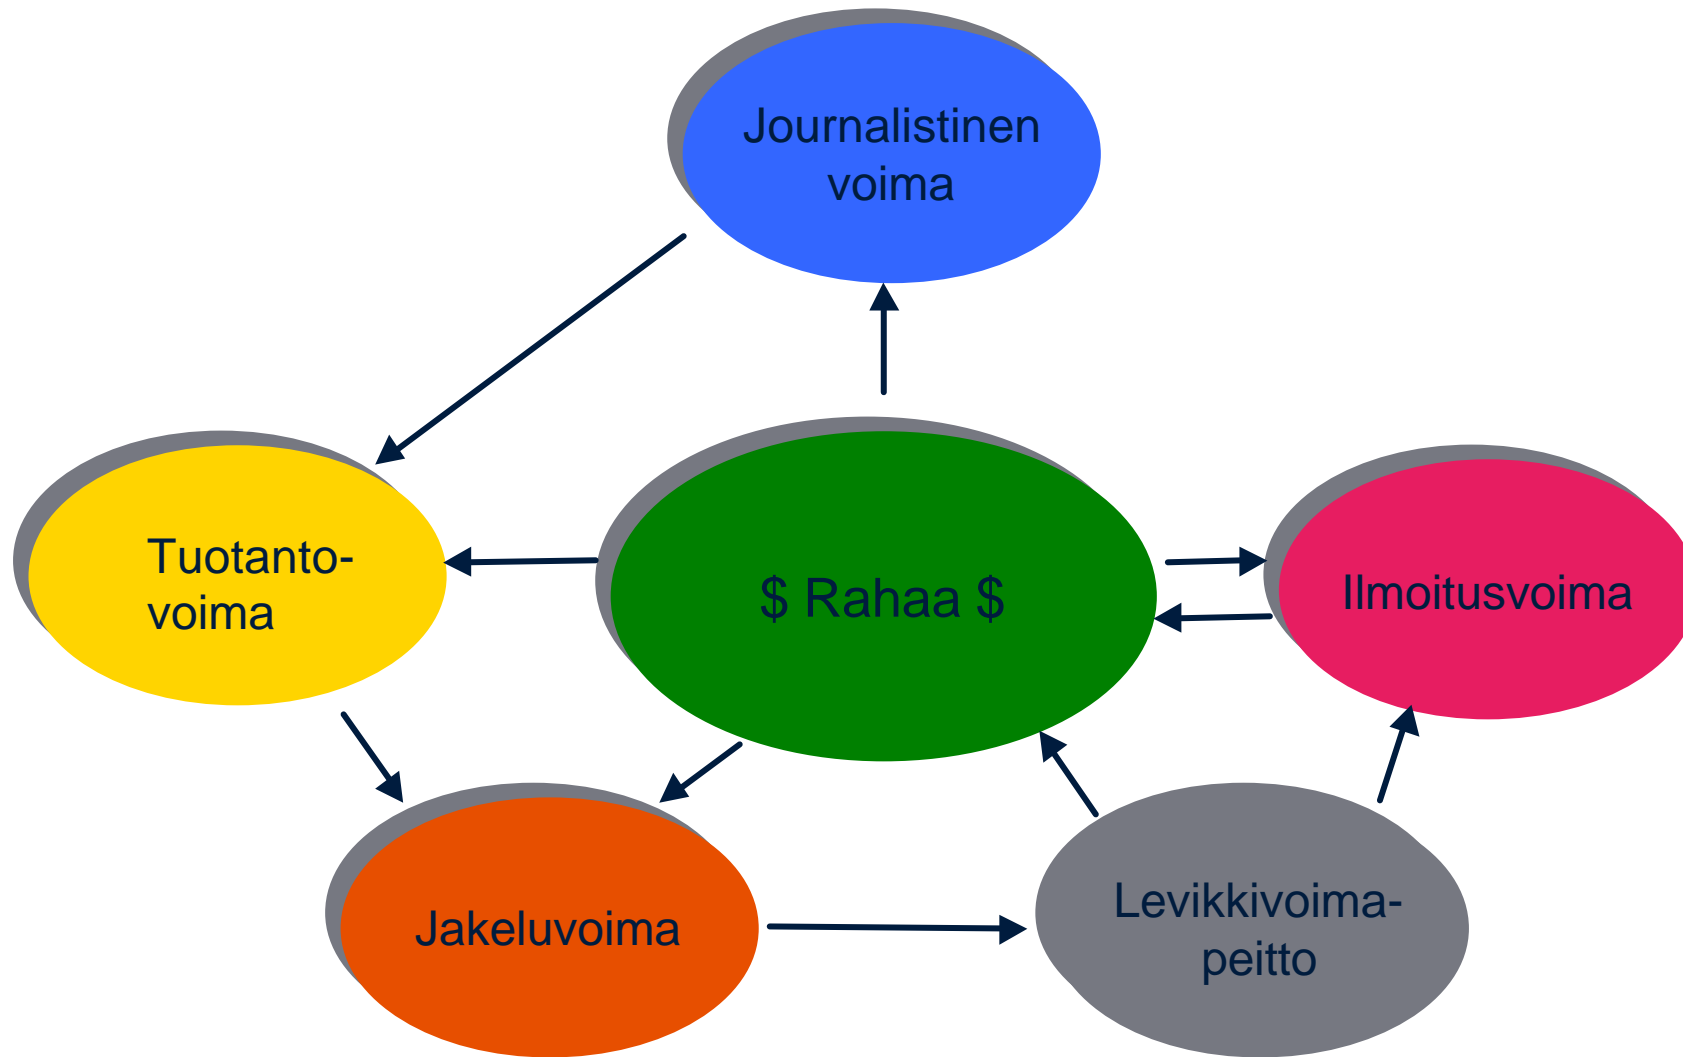 Journalistinen
voima
Tuotanto-
voima
$ Rahaa $
Ilmoitusvoima
Jakeluvoima
Levikkivoima-
peitto